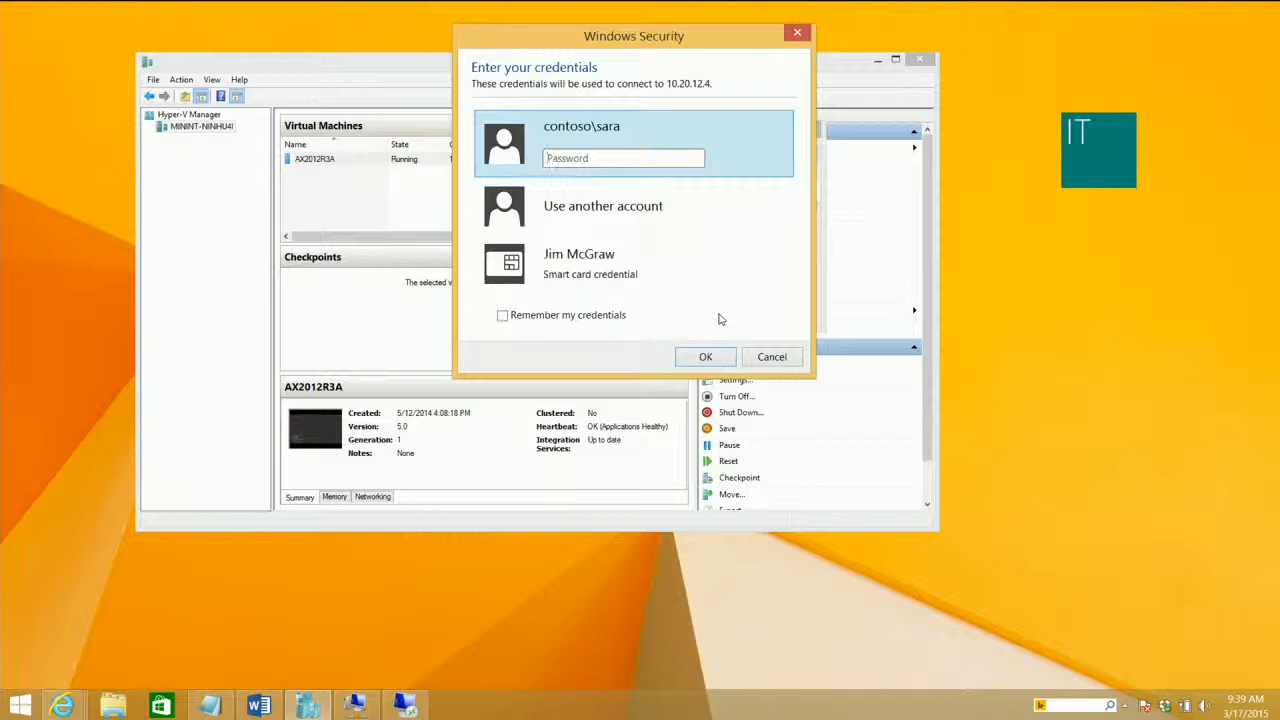 Windows Security
Enter your credentials
These credentials will be used to connect to 10.20.12.4.
contoso\sara
Password
Use another account
Jim McGraw
Smart card credential
Remember my credentials
OK
Cancel
IT
File Action View Help
Hyper-V Manager
MININT-NINHU4I
Virtual Machines
Name State
AX2012R3A Running
Checkpoints
The selected
AX2012R3A
Created: 5/12/2014 4:08:18 PM
Version: 5.0
Generation: 1
Notes: None
Clustered: No
Heartbeat: OK (Applications Healthy)
Integration Services: Up to date
Summary Memory Networking
Settings...
Turn Off...
Shut Down...
Save
Pause
Reset
Checkpoint
Move...
9:39 AM
3/17/2015